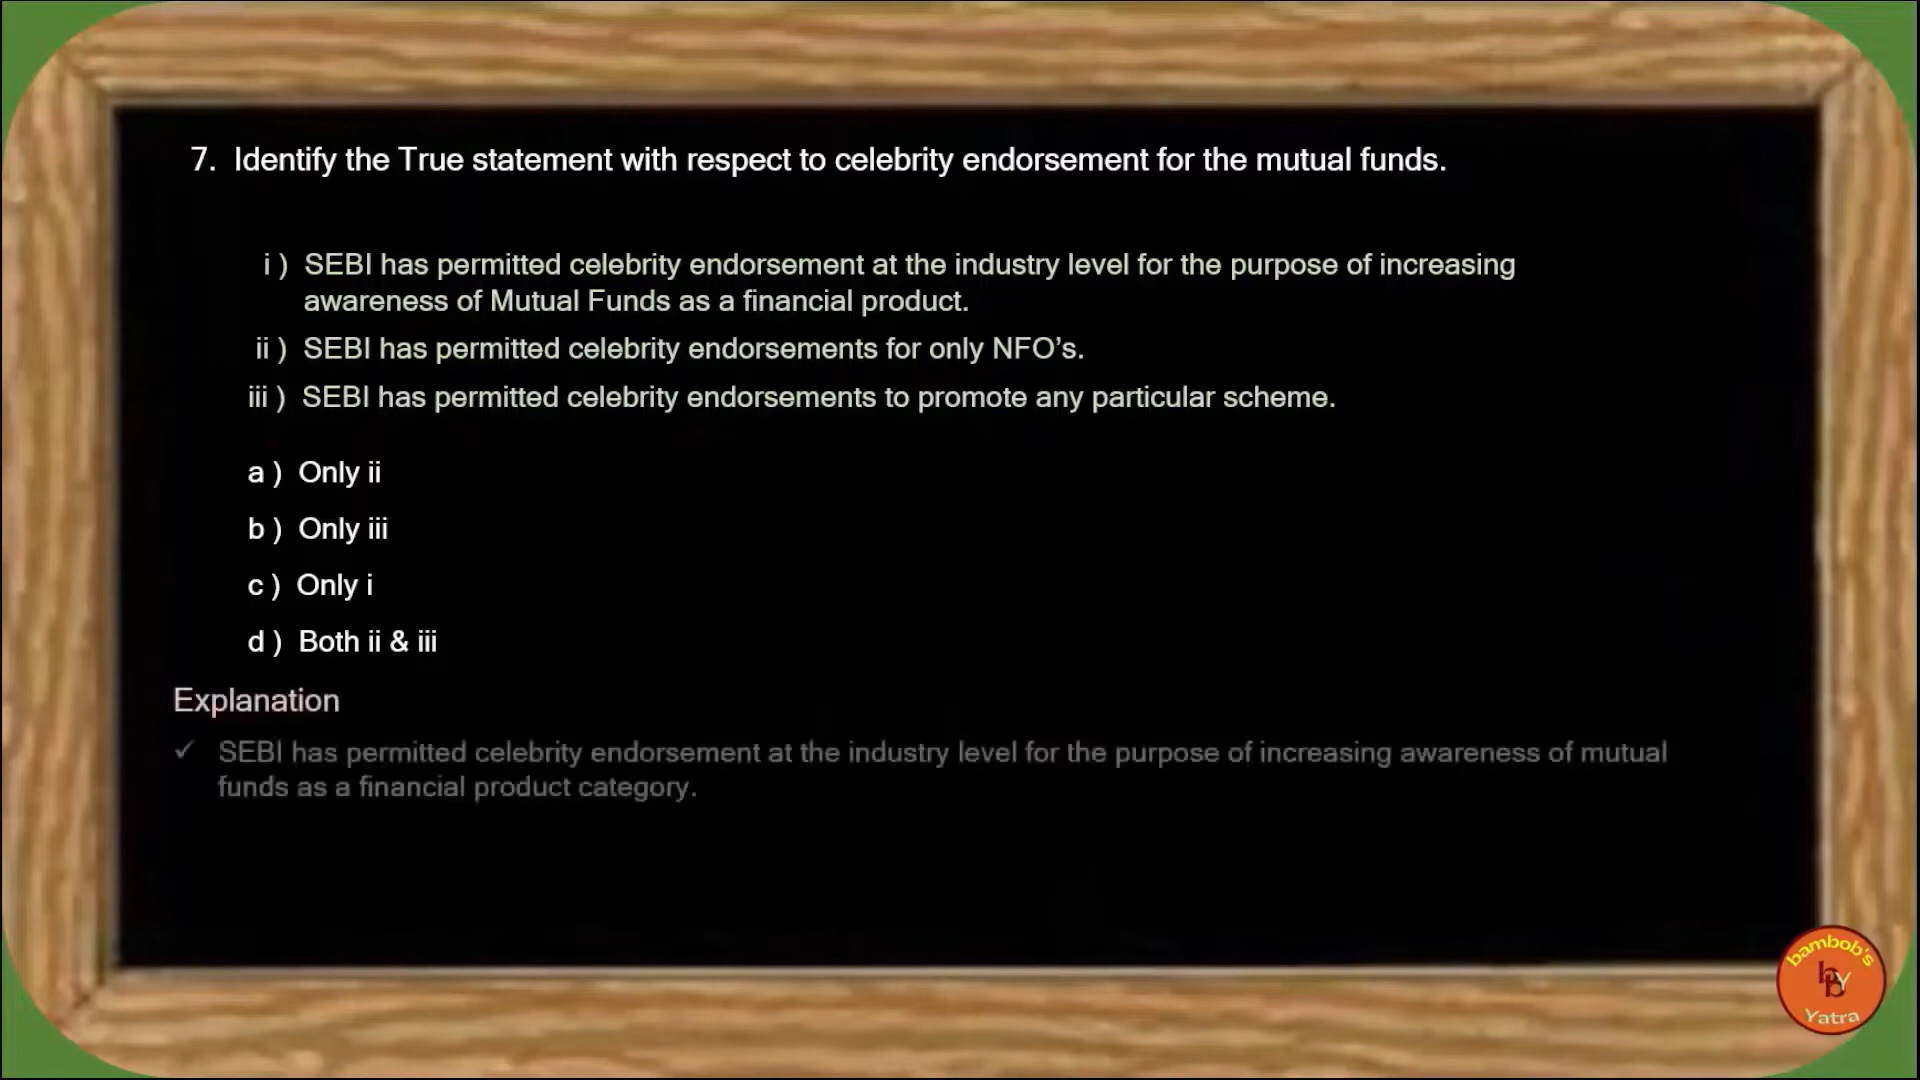 7. Identify the True statement with respect to celebrity endorsement for the mutual funds.
i ) SEBI has permitted celebrity endorsement at the industry level for the purpose of increasing
awareness of Mutual Funds as a financial product.
ii ) SEBI has permitted celebrity endorsements for only NFO’s.
iii ) SEBI has permitted celebrity endorsements to promote any particular scheme.
a ) Only ii
b ) Only iii
c ) Only i
d ) Both ii & iii
Explanation
✓ SEBI has permitted celebrity endorsement at the industry level for the purpose of increasing awareness of mutual
funds as a financial product category.
bambob's
bby
Yatra